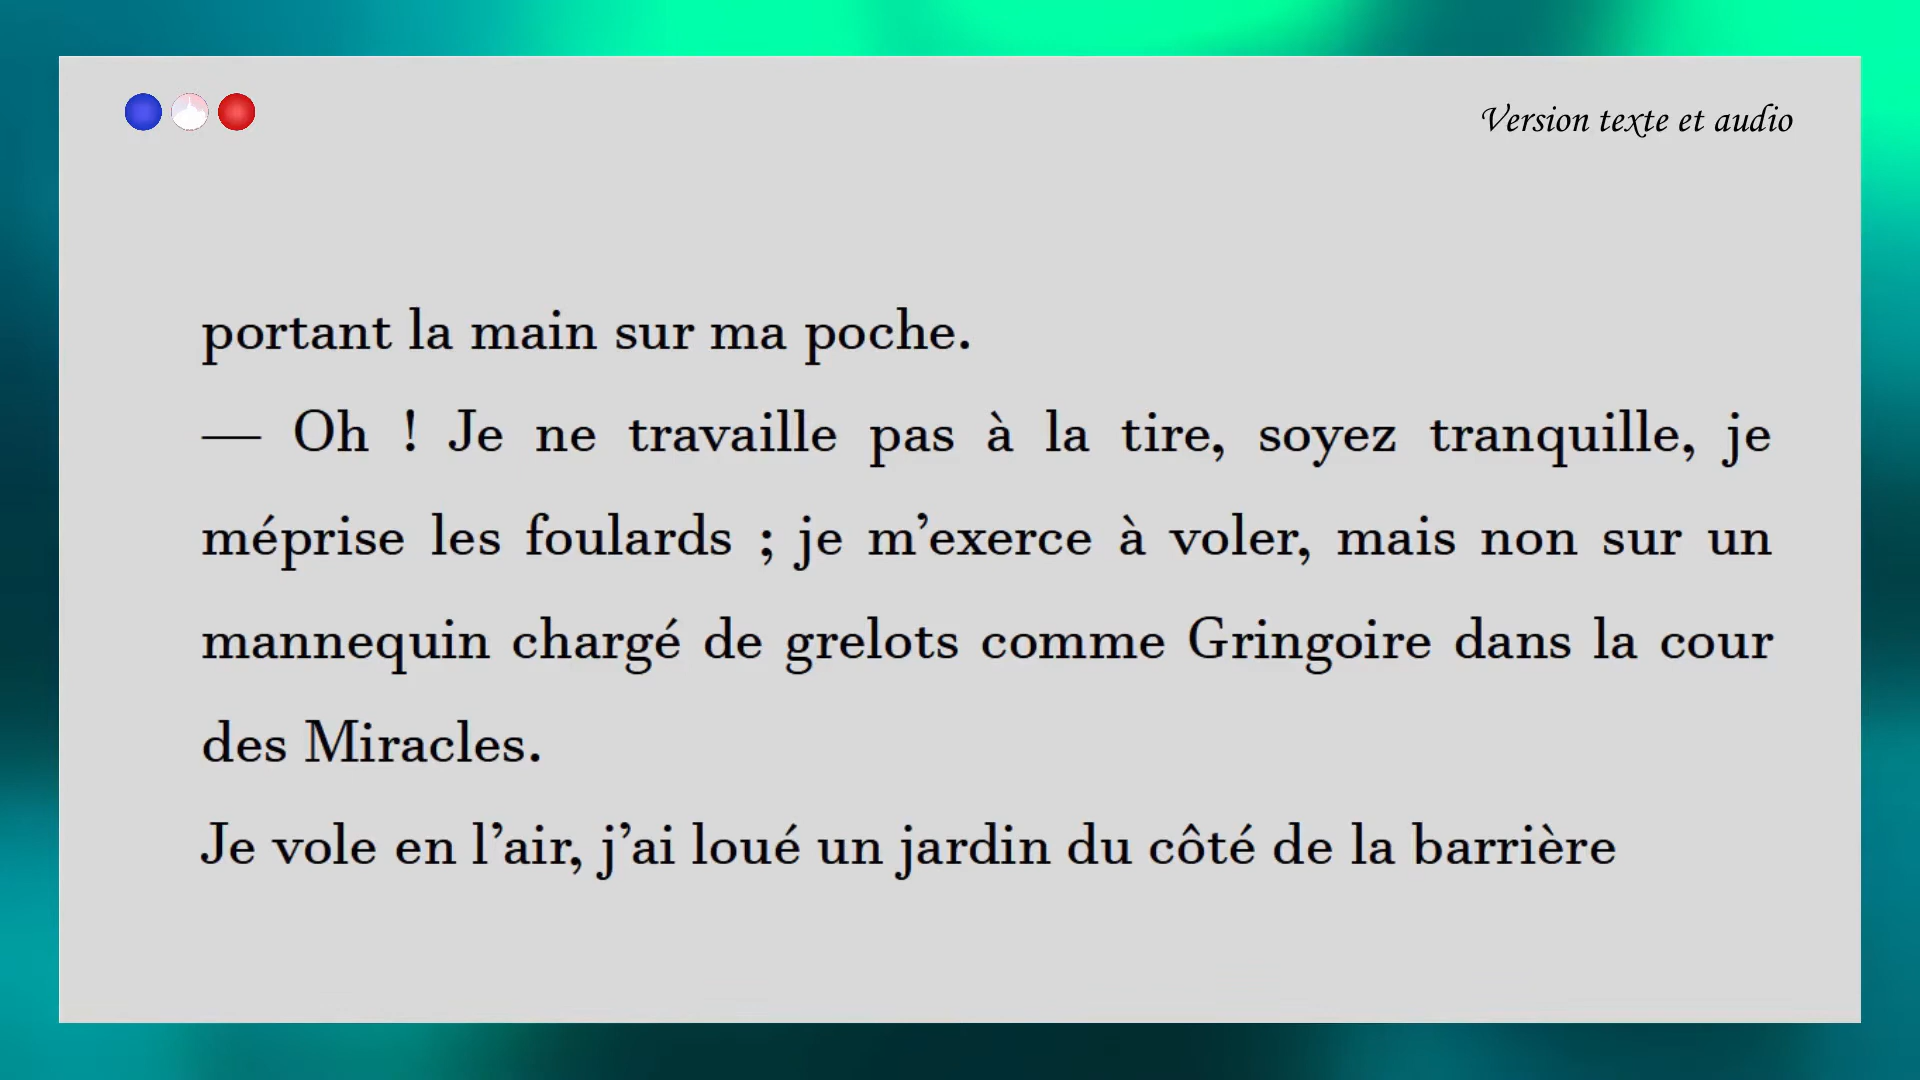 Version texte et audio
portant la main sur ma poche.
— Oh ! Je ne travaille pas à la tire, soyez tranquille, je
méprise les foulards ; je m’exerce à voler, mais non sur un
mannequin chargé de grelots comme Gringoire dans la cour
des Miracles.
Je vole en l’air, j’ai loué un jardin du côté de la barrière